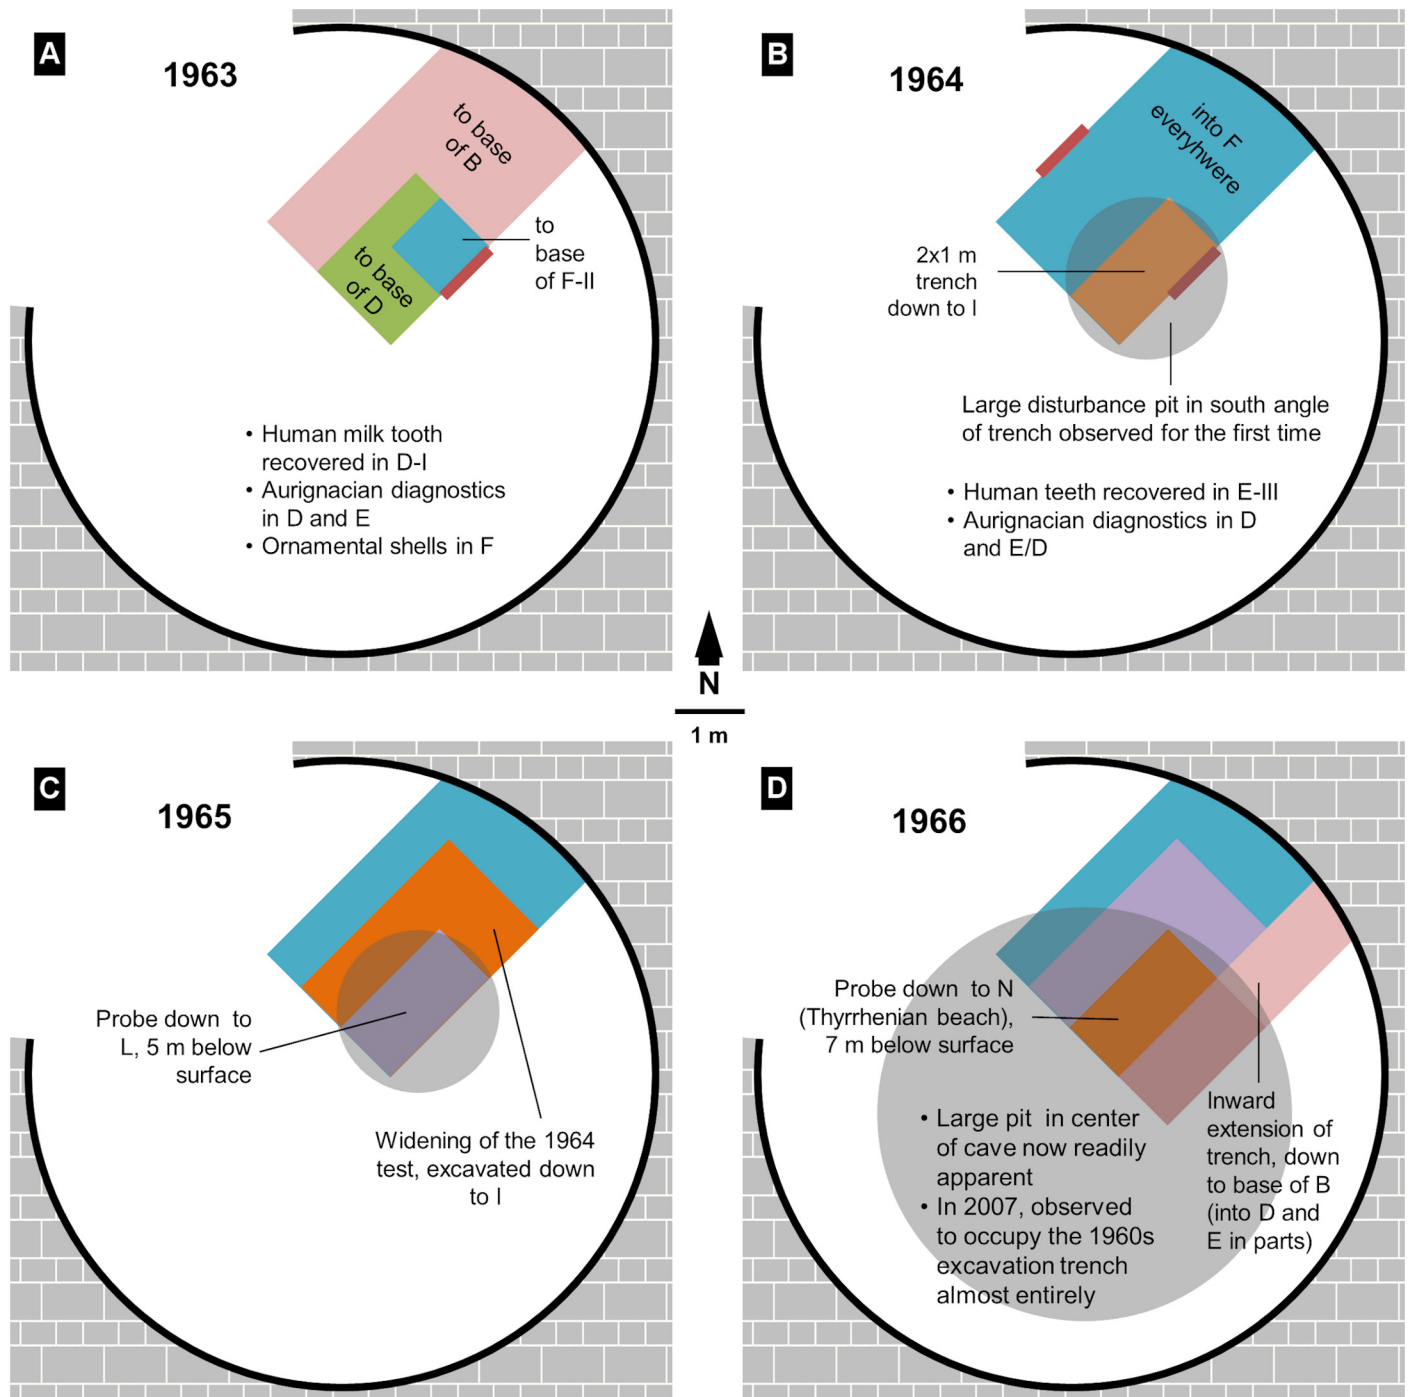 A
1963
to base
of B
to base
of D
to
base
of F-II
• Human milk tooth
recovered in D-I
• Aurignacian diagnostics
in D and E
• Ornamental shells in F
B
1964
into F
everyhwere
2x1 m
trench
down to I
Large disturbance pit in south angle
of trench observed for the first time
• Human teeth recovered in E-III
• Aurignacian diagnostics in D
and E/D
N
1 m
C
1965
Probe down to
L, 5 m below
surface
Widening of the 1964
test, excavated down
to I
D
1966
Probe down to N
(Thyrrhenian beach),
7 m below surface
• Large pit in center
of cave now readily
apparent
• In 2007, observed
to occupy the 1960s
excavation trench
almost entirely
Inward
extension of
trench, down
to base of B
(into D and
E in parts)